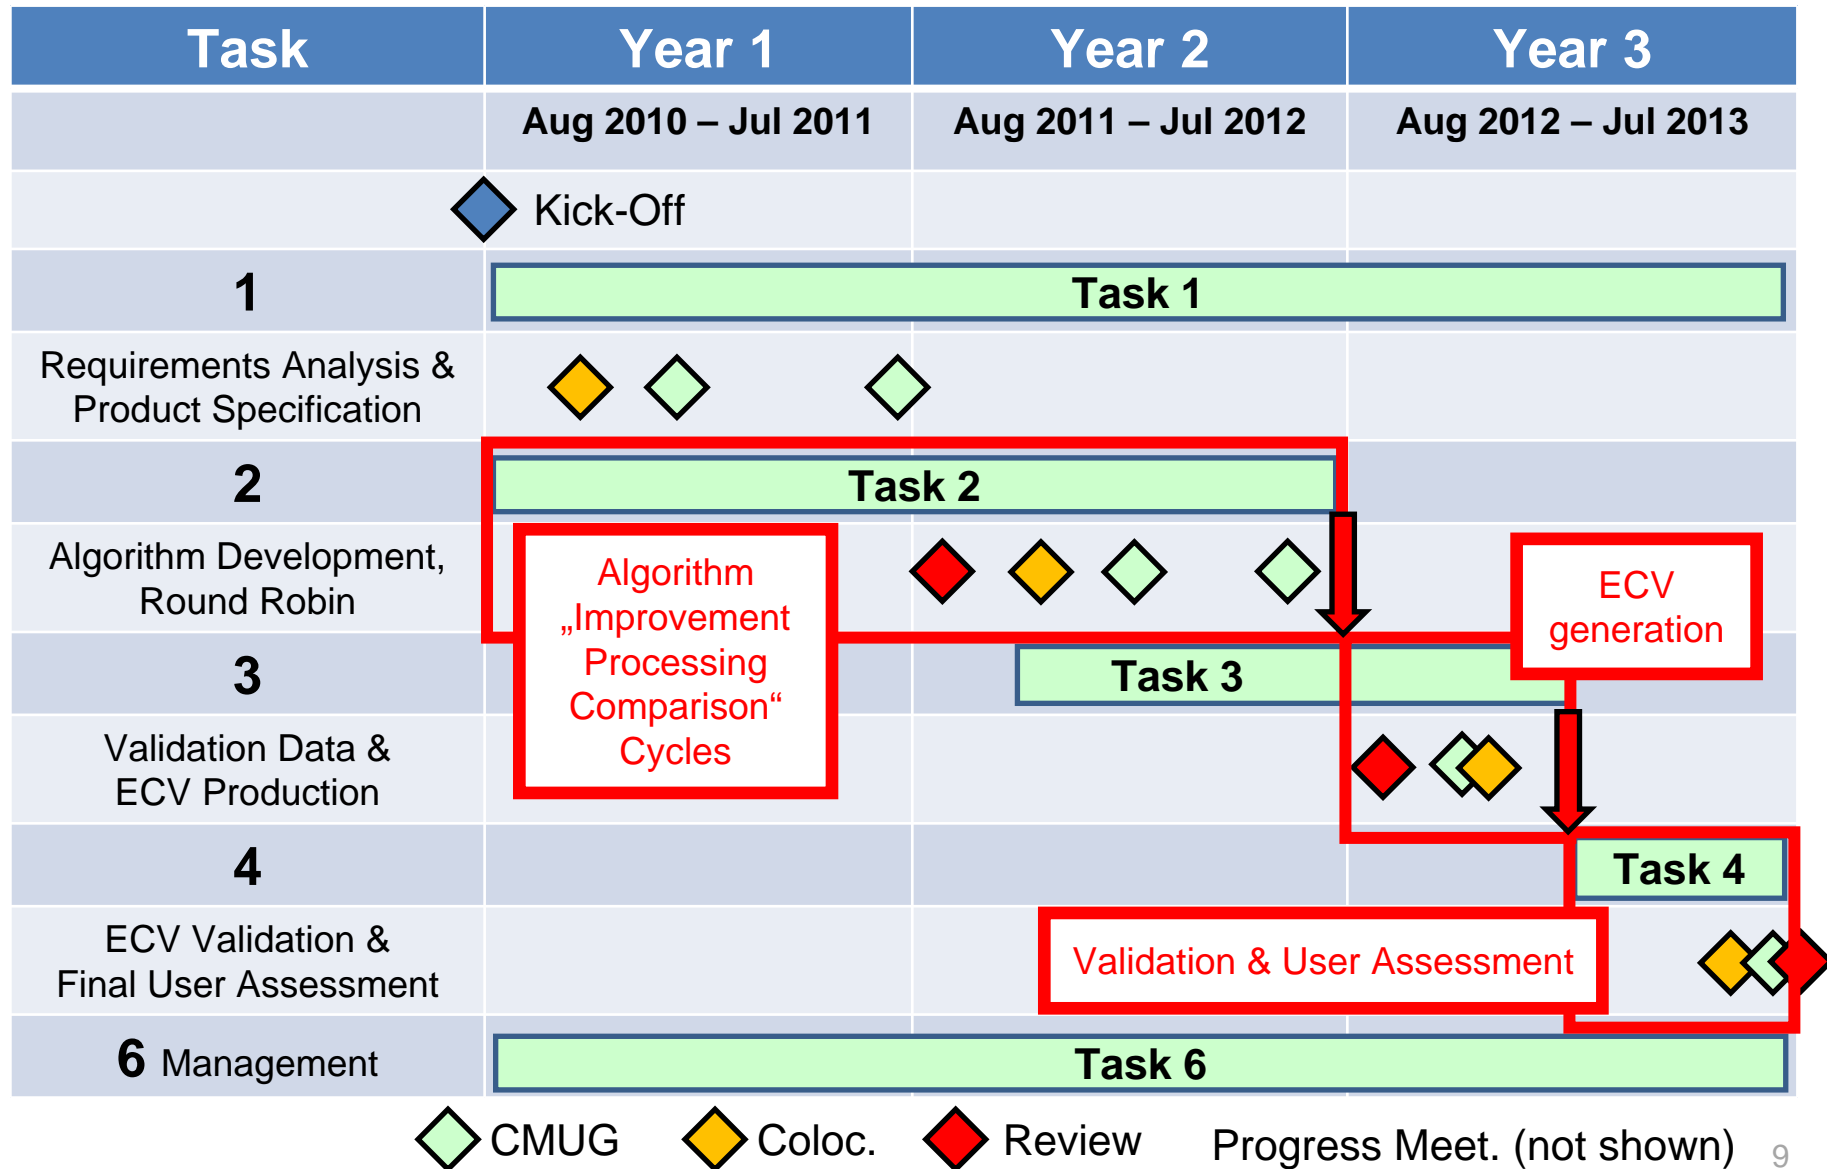 Task Year 1 Year 2 Year 3
Aug 2010 – Jul 2011 Aug 2011 – Jul 2012 Aug 2012 – Jul 2013
Kick-Off
1 Task 1
Requirements Analysis &
Product Specification
2 Task 2
Algorithm Development,
Round Robin
Algorithm
„Improvement
Processing
Comparison“
Cycles
ECV
generation
3 Task 3
Validation Data &
ECV Production
4 Task 4
ECV Validation &
Final User Assessment
Validation & User Assessment
6 Management Task 6
CMUG Coloc. Review Progress Meet. (not shown) 9